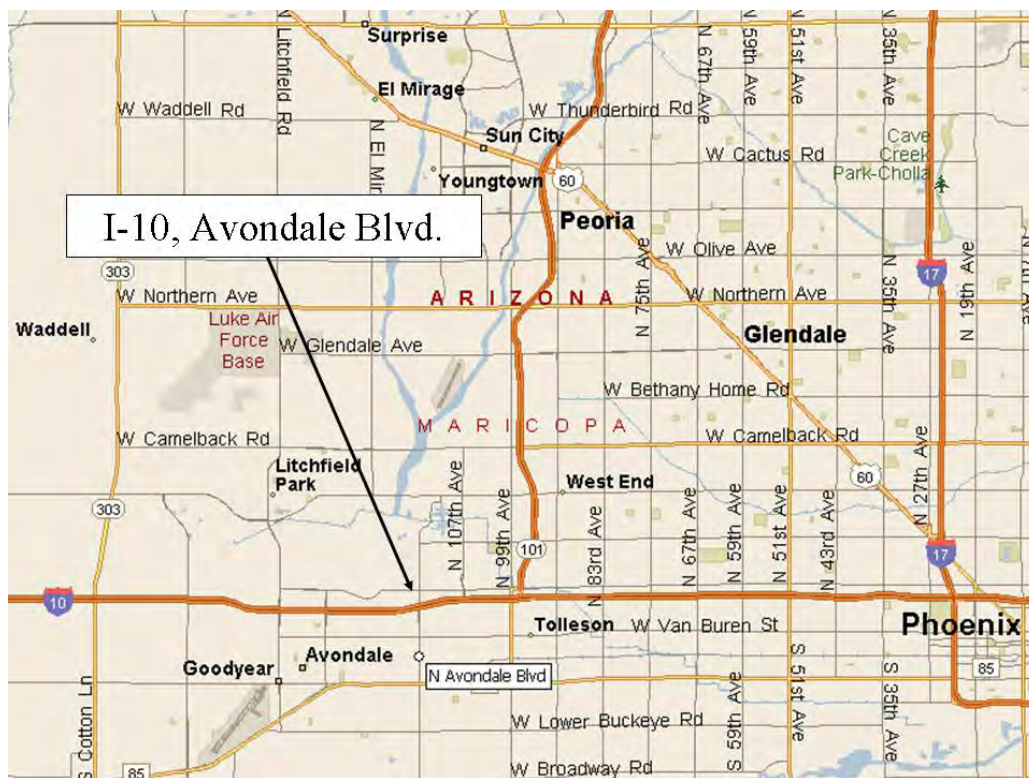 Surprise
N Litchfield Rd
N 67th Ave
59th Ave
51st Ave
N 35th Ave
El Mirage
W Waddell Rd
W Thunderbird Rd
N El Mir
Sun City
W Cactus Rd
Cave
Creek
Park-Cholla
Youngtown
60
Peoria
I-10, Avondale Blvd.
W Olive Ave
303
17
N 75th Ave
N 35th Ave
N 19th Ave
W Northern Ave
ARIZONA
W Northern Ave
Waddell
Luke Air
Force
Base
W Glendale Ave
Glendale
W Bethany Home Rd
MARICOPA
W Camelback Rd
W Camelback Rd
Litchfield
Park
West End
60
N 27th Ave
303
N 107th Ave
N 99th Ave
101
N 83rd Ave
N 67th Ave
N 59th Ave
N 51st Ave
N 43rd Ave
17
10
Tolleson
W Van Buren St
Phoenix
Avondale
Goodyear
N Avondale Blvd
85
S Cotton Ln
S 59th Ave
S 51st Ave
S 35th Ave
W Lower Buckeye Rd
85
W Broadway Rd